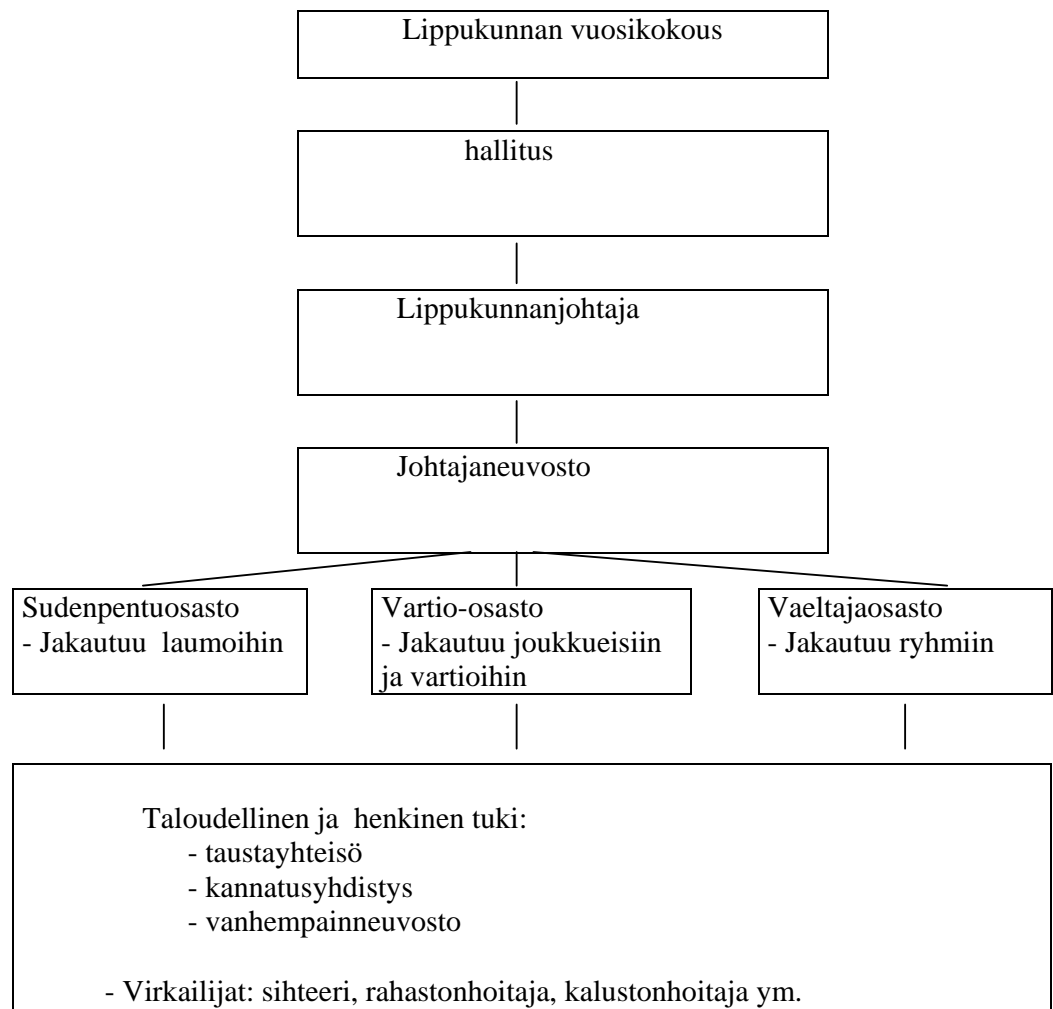 Lippukunnan vuosikokous
hallitus
Lippukunnanjohtaja
Johtajaneuvosto
Sudenpentuosasto
- Jakautuu laumoihin
Vartio-osasto
- Jakautuu joukkueisiin
ja vartioihin
Vaeltajaosasto
- Jakautuu ryhmiin
Taloudellinen ja henkinen tuki:
- taustayhteisö
- kannatusyhdistys
- vanhempainneuvosto
- Virkailijat: sihteeri, rahastonhoitaja, kalustonhoitaja ym.